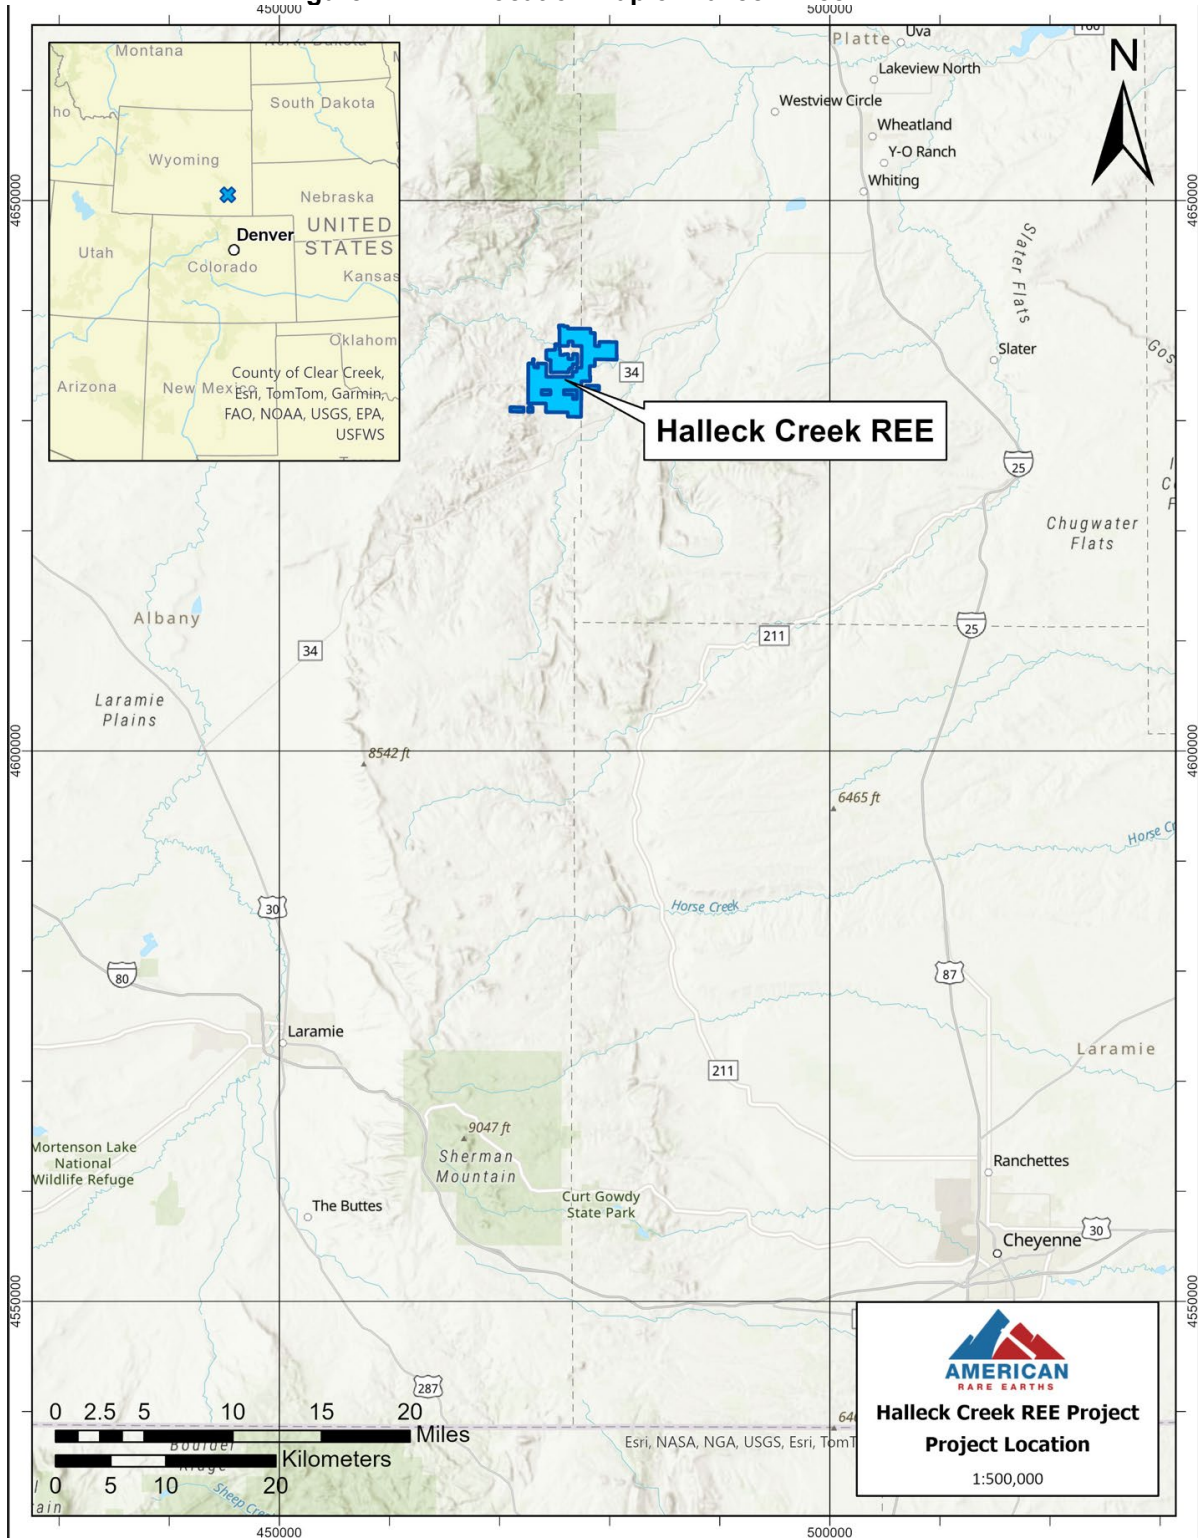 450000
500000
Montana
South Dakota
Wyoming
Nebraska
UNITED
STATES
Denver
Utah
Colorado
Kansas
Oklahom
Arizona
New Mexico
County of Clear Creek,
Esri, TomTom, Garmin,
FAO, NOAA, USGS, EPA,
USFWS
Platte
Uva
N
Lakeview North
Westview Circle
Wheatland
Y-O Ranch
Whiting
4650000
4650000
Slater Flats
Slater
34
Halleck Creek REE
25
Chugwater
Flats
Albany
34
211
25
Laramie
Plains
8542 ft
4600000
4600000
6465 ft
Horse Creek
30
80
87
Laramie
Laramie
211
9047 ft
Sherman
Mountain
Mortenson Lake
National
Wildlife Refuge
Ranchettes
The Buttes
Curt Gowdy
State Park
Cheyenne
30
4550000
4550000
287
AMERICAN
RARE EARTHS
Halleck Creek REE Project
Project Location
1:500,000
0 2.5 5 10 15 20
Miles
Kilometers
0 5 10 20
Esri, NASA, NGA, USGS, Esri, TomT
450000
500000